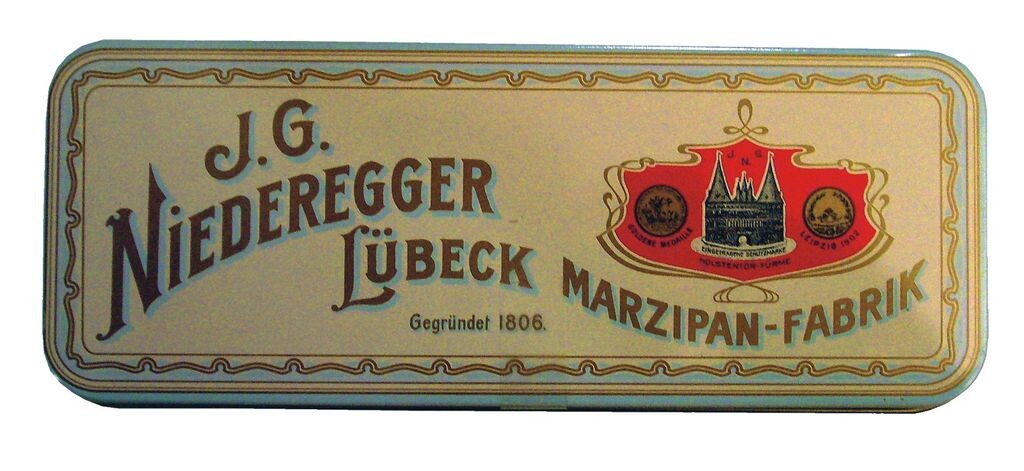 J. G.
NIEDEREGGER
LÜBECK
Gegründet 1806.
J. G.
N.
GOLDENE MEDAILLE
LEIPZIG 1902
EINGETRAGENE SCHUTZMARKE
HOLSTENTOR-TÜRME
MARZIPAN-FABRIK